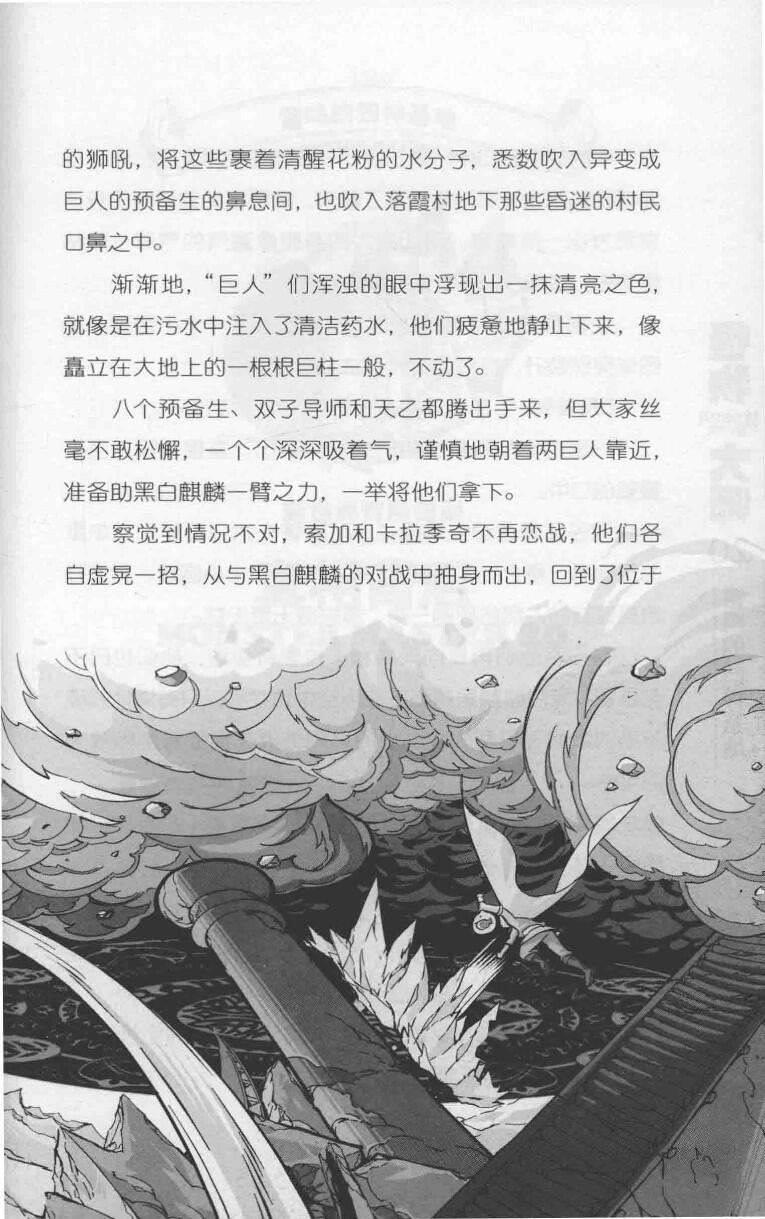 的狮吼，将这些裹着清醒花粉的水分子，悉数吹入异变成
巨人的预备生的鼻息间，也吹入落霞村地下那些昏迷的村民
口鼻之中。
渐渐地，“巨人”们浑浊的眼中浮现出一抹清亮之色，
就像是在污水中注入了清洁药水，他们疲惫地静止下来，像
矗立在大地上的一根根巨柱一般，不动了。
八个预备生、双子导师和天乙都腾出手来，但大家丝
毫不敢松懈，一个个深深吸着气，谨慎地朝着两巨人靠近，
准备助黑白麒麟一臂之力，一举将他们拿下。
察觉到情况不对，索加和卡拉季奇不再恋战，他们各
自虚晃一招，从与黑白麒麟的对战中抽身而出，回到了位于